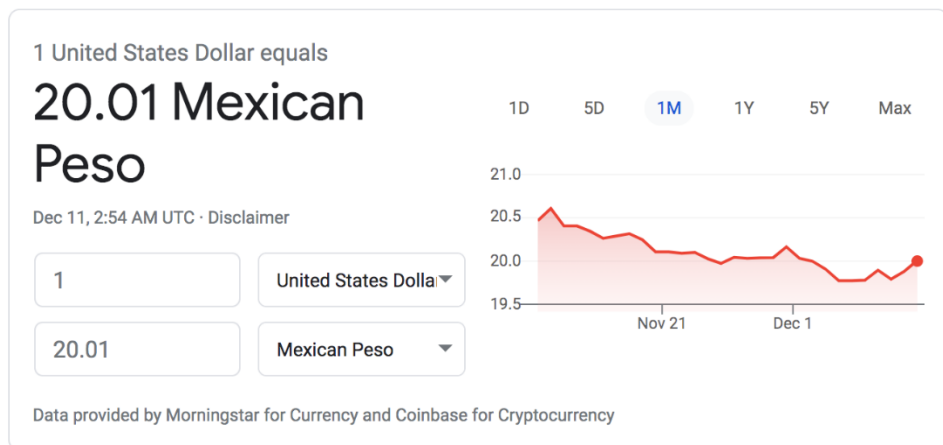 1 United States Dollar equals
20.01 Mexican
Peso
Dec 11, 2:54 AM UTC · Disclaimer
1
United States Dolla
20.01
Mexican Peso
1D 5D 1M 1Y 5Y Max
21.0
20.5
20.0
19.5
Nov 21 Dec 1
Data provided by Morningstar for Currency and Coinbase for Cryptocurrency